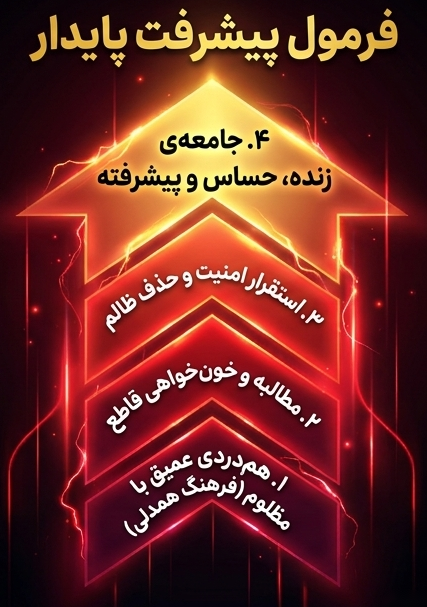 فرمول پیشرفت پایدار
۴. جامعه‌ی
زنده، حساس و پیشرفته
۳. استقرار امنیت و حذف ظالم
۲. مطالبه و خون‌خواهی قاطع
۱. هم‌دردی عمیق با
مظلوم (فرهنگ همدلی)